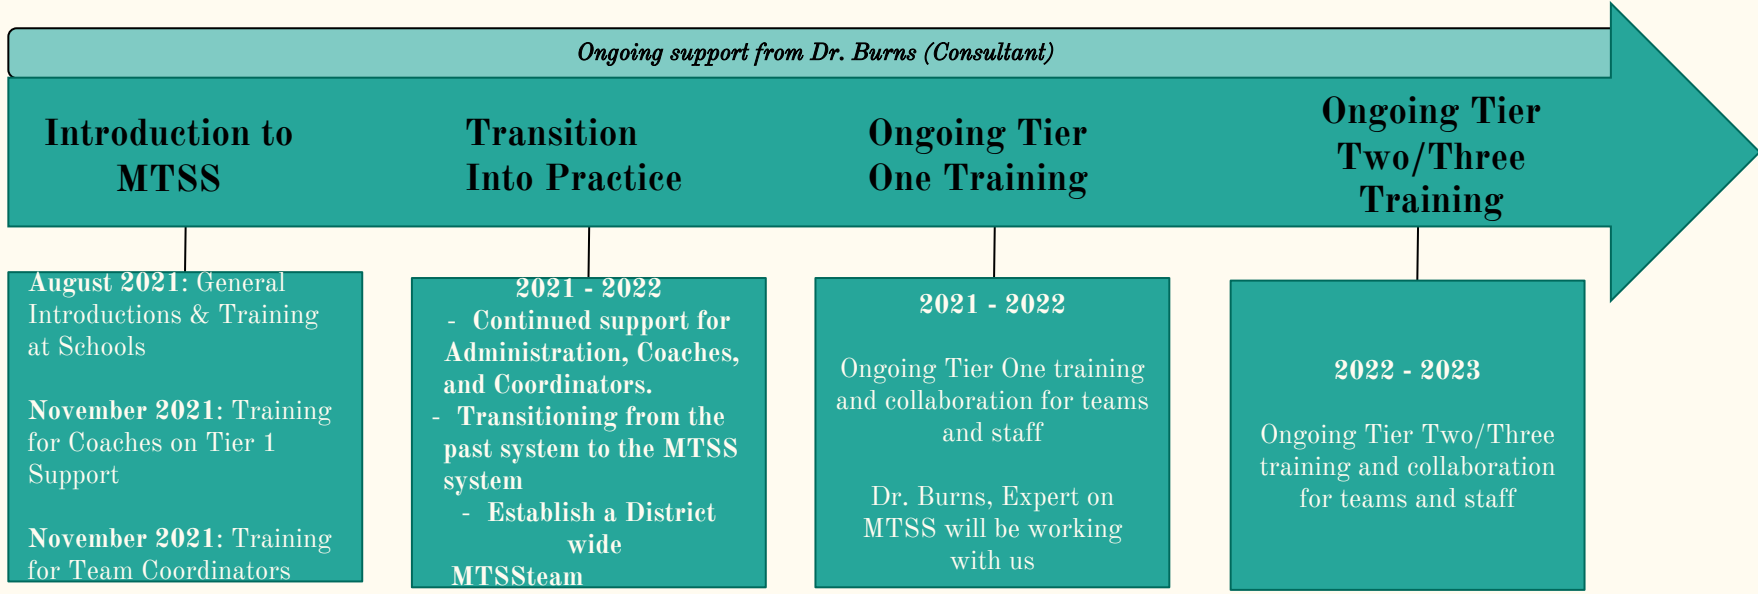 Ongoing support from Dr. Burns (Consultant)
Introduction to
MTSS
Transition
Into Practice
Ongoing Tier
One Training
Ongoing Tier
Two/Three
Training
August 2021: General
Introductions & Training
at Schools
November 2021: Training
for Coaches on Tier 1
Support
November 2021: Training
for Team Coordinators
2021 - 2022
- Continued support for
Administration, Coaches,
and Coordinators.
- Transitioning from the
past system to the MTSS
system
- Establish a District
wide
MTSSteam
2021 - 2022
Ongoing Tier One training
and collaboration for teams
and staff
Dr. Burns, Expert on
MTSS will be working
with us
2022 - 2023
Ongoing Tier Two/Three
training and collaboration
for teams and staff